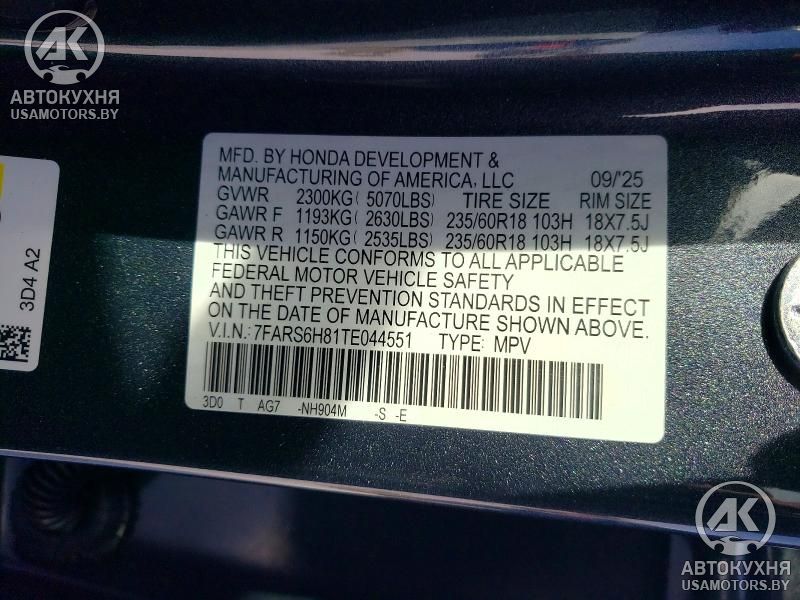 AK
АВТОКУХНЯ
USAMOTORS.BY
3D4 A2
MFD. BY HONDA DEVELOPMENT &
MANUFACTURING OF AMERICA, LLC 09/'25
GVWR 2300KG( 5070LBS) TIRE SIZE RIM SIZE
GAWR F 1193KG( 2630LBS) 235/60R18 103H 18X7.5J
GAWR R 1150KG( 2535LBS) 235/60R18 103H 18X7.5J
THIS VEHICLE CONFORMS TO ALL APPLICABLE
FEDERAL MOTOR VEHICLE SAFETY
AND THEFT PREVENTION STANDARDS IN EFFECT
ON THE DATE OF MANUFACTURE SHOWN ABOVE.
V.I.N.: 7FARS6H81TE044551 TYPE: MPV
3D0 T AG7 -NH904M -S -E
AK
АВТОКУХНЯ
USAMOTORS.BY